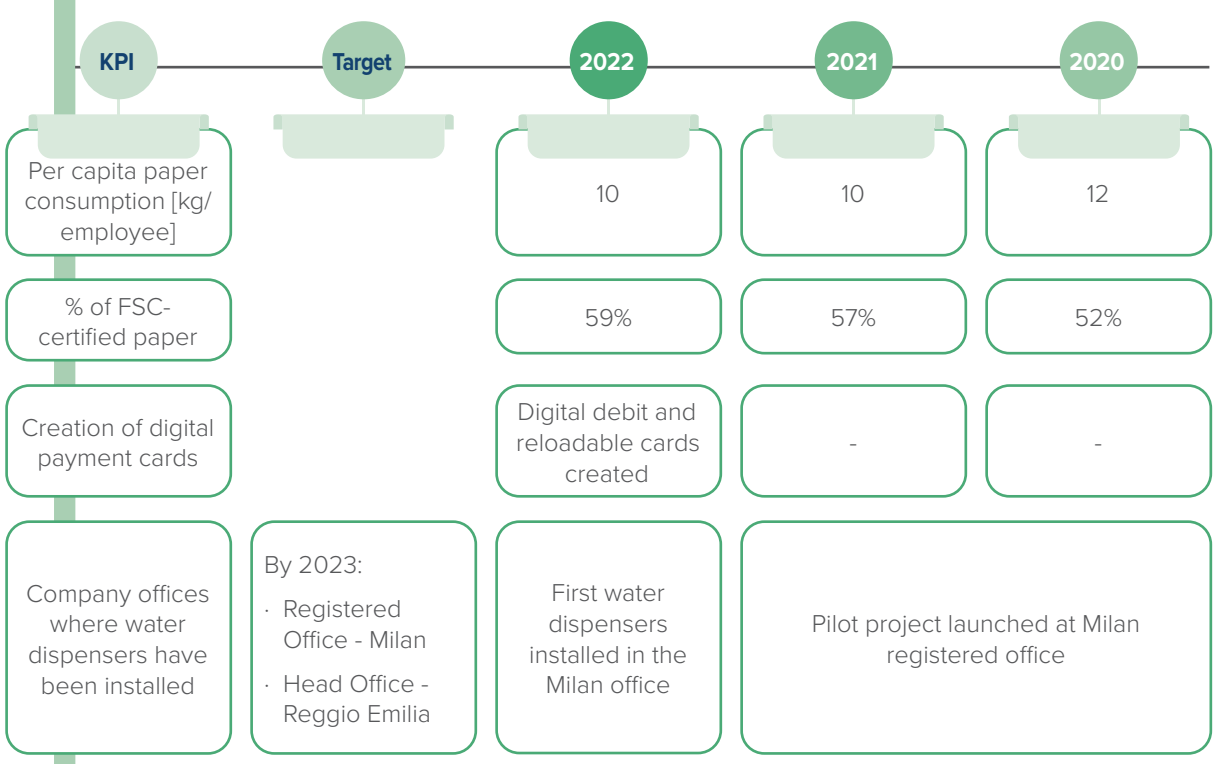 KPI
Target
2022
2021
2020
Per capita paper
consumption [kg/
employee]
10
10
12
% of FSC-
certified paper
59%
57%
52%
Creation of digital
payment cards
Digital debit and
reloadable cards
created
-
-
Company offices
where water
dispensers have
been installed
By 2023:
· Registered
Office - Milan
· Head Office -
Reggio Emilia
First water
dispensers
installed in the
Milan office
Pilot project launched at Milan
registered office